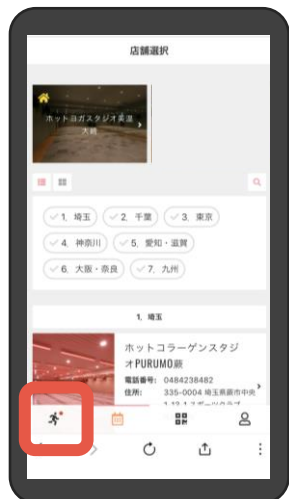 店舗選択
ホットヨガスタジオ美温
大網
1, 埼玉
2, 千葉
3, 東京
4, 神奈川
5, 愛知・滋賀
6, 大阪・奈良
7, 九州
1, 埼玉
ホットコラーゲンスタジ
オPURUMO蕨
電話番号: 0484238482
住所: 335-0004 埼玉県蕨市中央